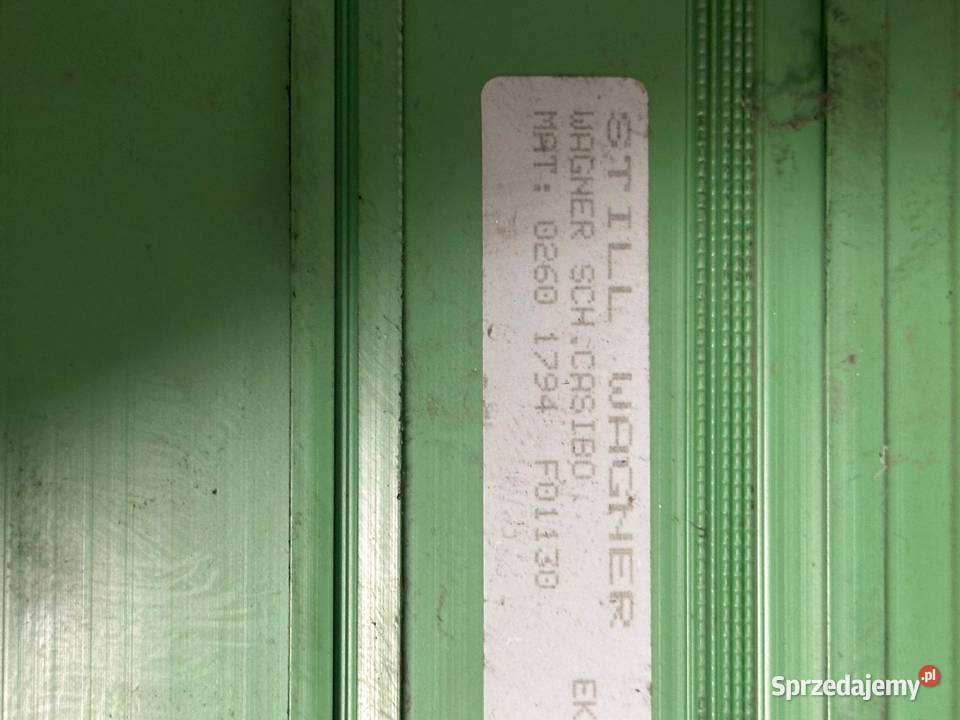 STILL WAGNER
WAGNER SCH.CASIBO EK
MAT: 0260 1794 F01130
Sprzedajemy.pl